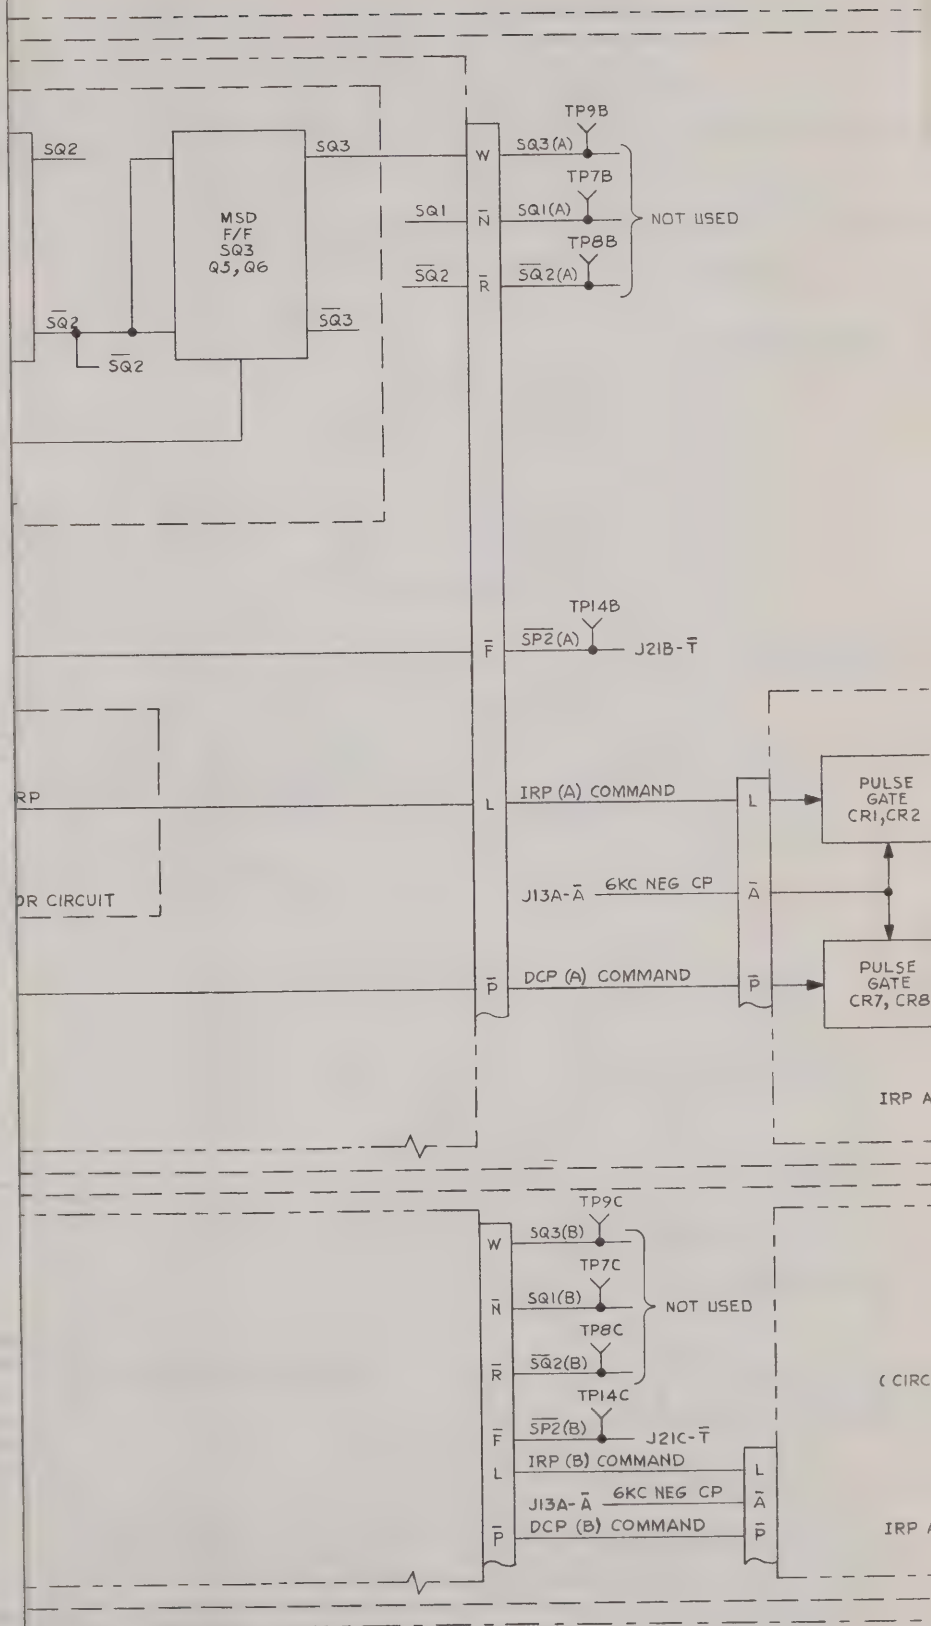 TP9B
SQ2
SQ3
W
SQ3(A)
TP7B
MSD
F/F
SQ3
Q5, Q6
SQ1
N̅
SQ1(A)
NOT USED
TP8B
S̅Q̅2
R̅
S̅Q̅2(A)
S̅Q̅2
S̅Q̅3
S̅Q̅2
TP14B
F̅
S̅P̅2̅(A)
J21B-T̅
RP
L
IRP (A) COMMAND
L
PULSE
GATE
CR1,CR2
OR CIRCUIT
J13A-A̅
6KC NEG CP
A̅
P̅
DCP (A) COMMAND
P̅
PULSE
GATE
CR7, CR8
IRP A
TP9C
W
SQ3(B)
TP7C
N̅
SQ1(B)
NOT USED
TP8C
R̅
S̅Q̅2(B)
(CIRC
TP14C
F̅
S̅P̅2̅(B)
J21C-T̅
L
IRP (B) COMMAND
L
J13A-A̅
6KC NEG CP
A̅
P̅
DCP (B) COMMAND
P̅
IRP A